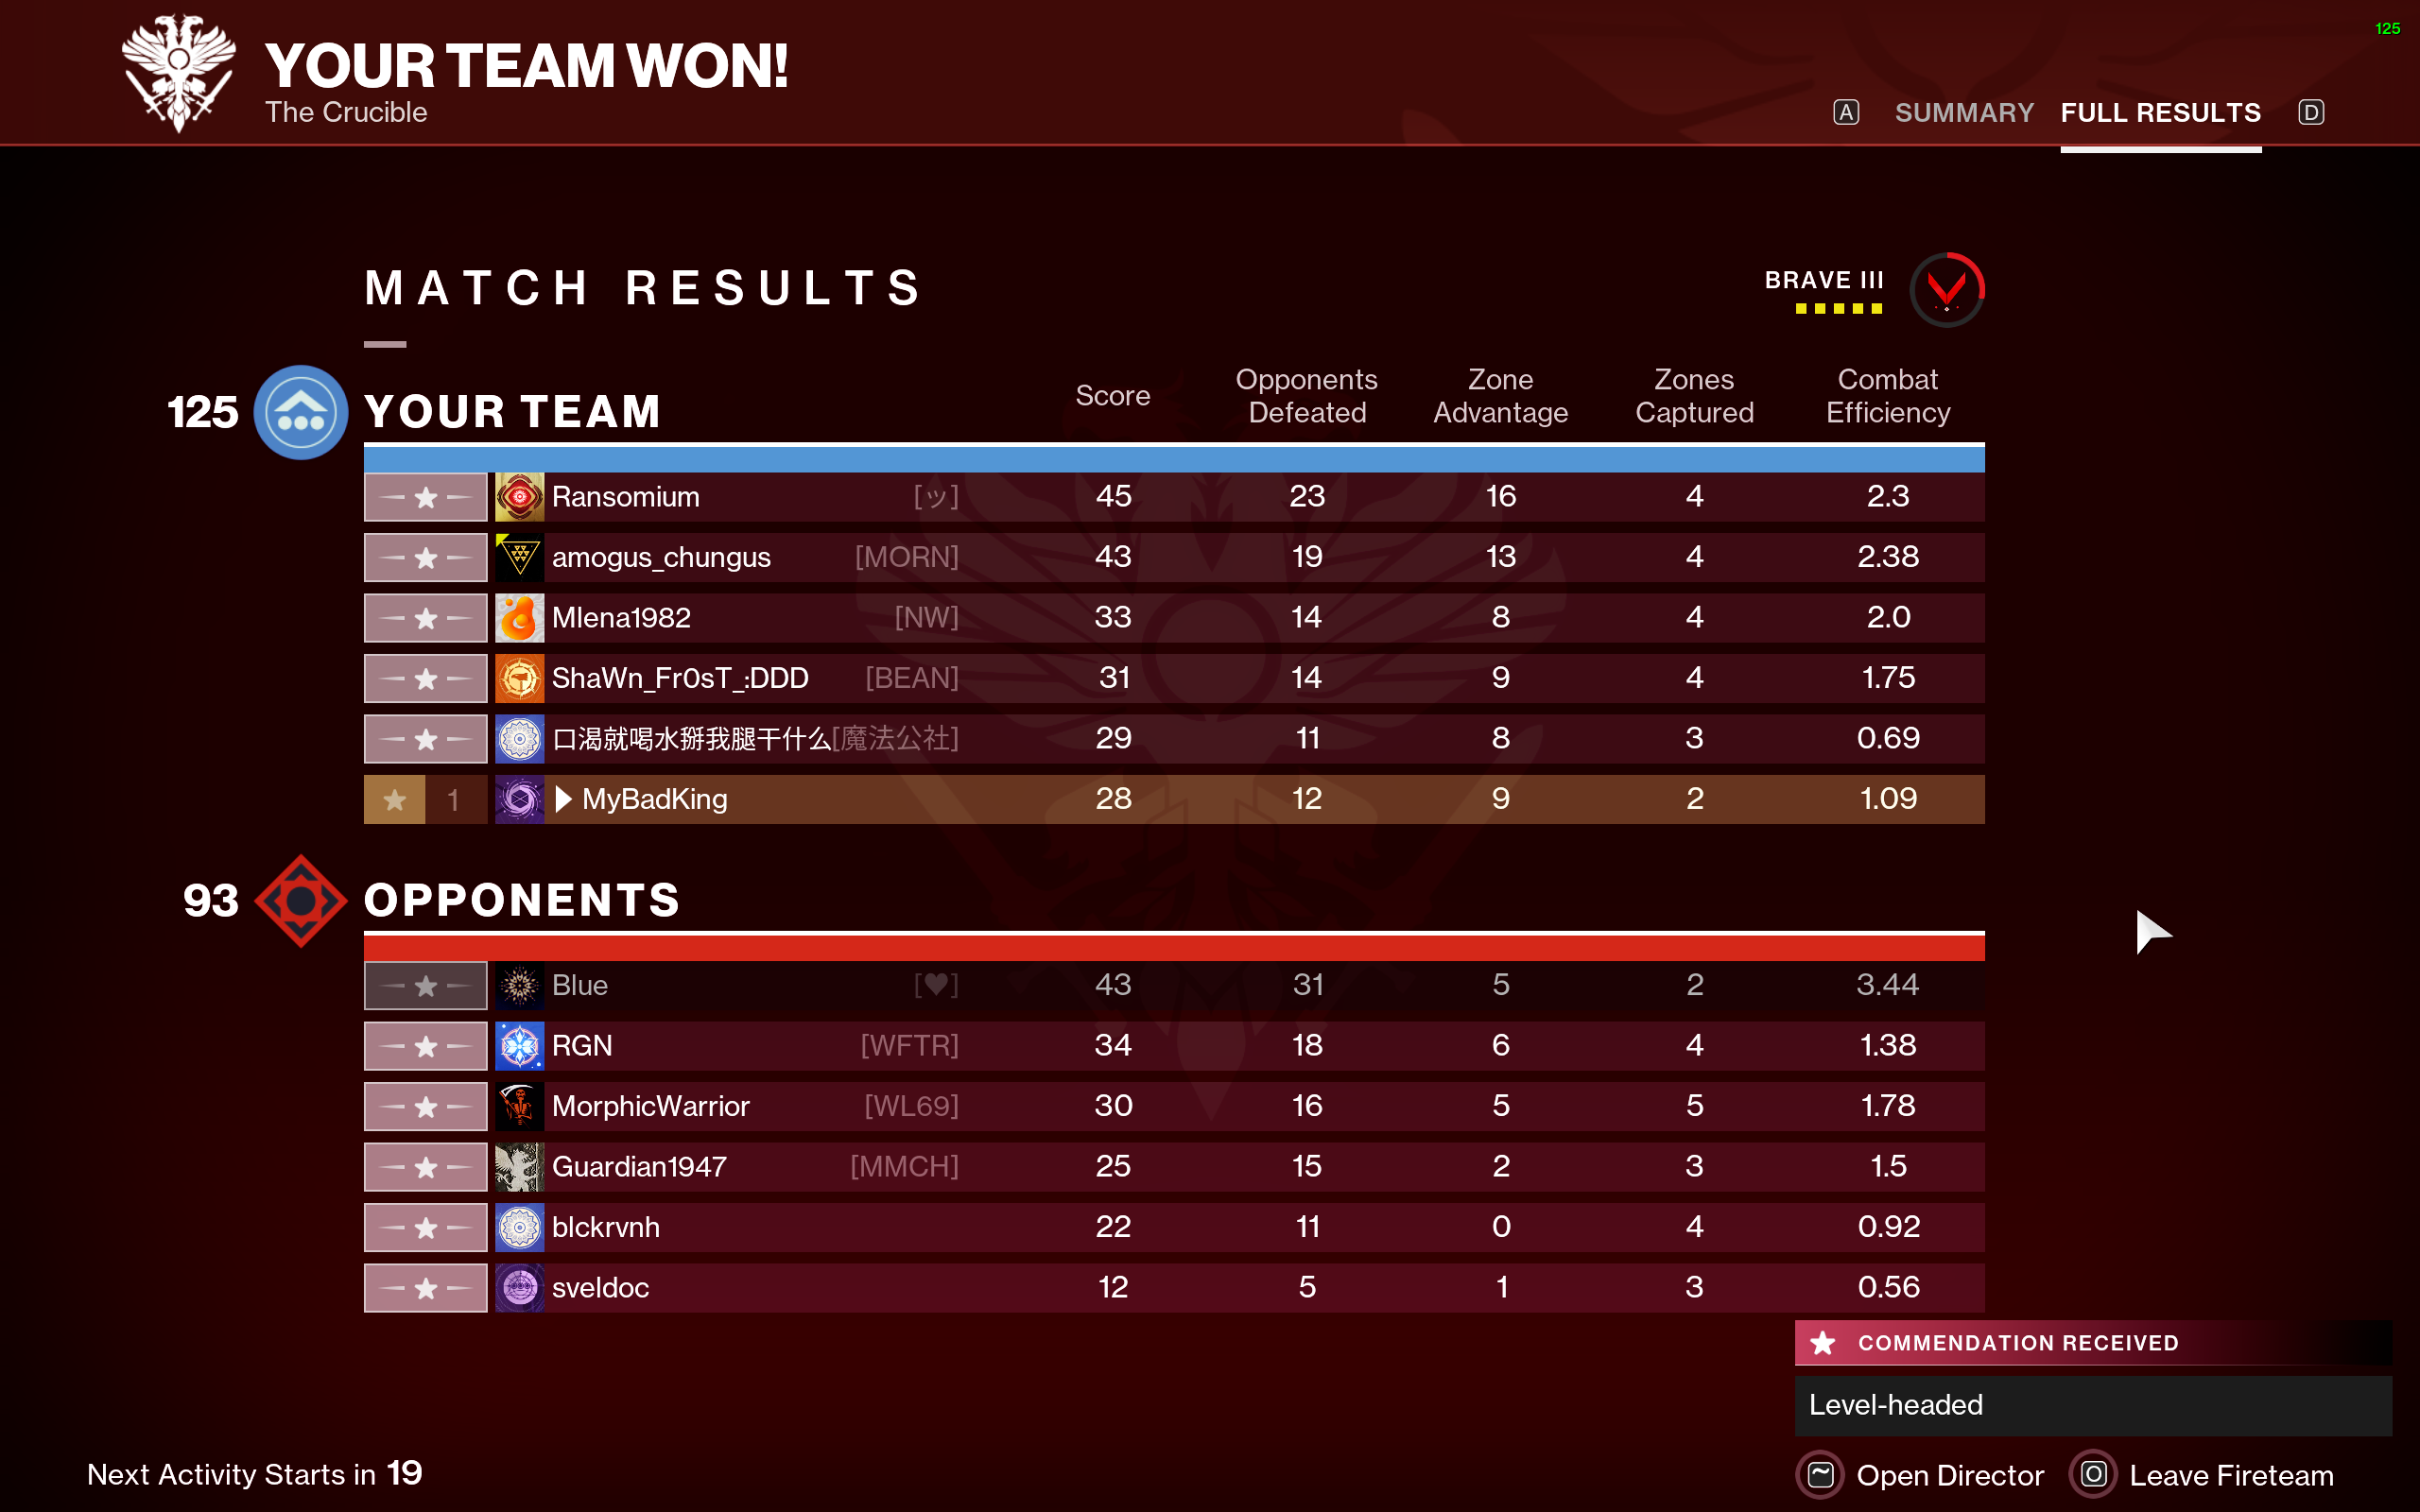 125
YOUR TEAM WON!
The Crucible
A SUMMARY FULL RESULTS D
MATCH RESULTS
BRAVE III
125 YOUR TEAM Score Opponents Defeated Zone Advantage Zones Captured Combat Efficiency
Ransomium [ッ] 45 23 16 4 2.3
amogus_chungus [MORN] 43 19 13 4 2.38
Mlena1982 [NW] 33 14 8 4 2.0
ShaWn_Fr0sT_:DDD [BEAN] 31 14 9 4 1.75
口渴就喝水掰我腿干什么[魔法公社] 29 11 8 3 0.69
1 MyBadKing 28 12 9 2 1.09
93 OPPONENTS
Blue [♥] 43 31 5 2 3.44
RGN [WFTR] 34 18 6 4 1.38
MorphicWarrior [WL69] 30 16 5 5 1.78
Guardian1947 [MMCH] 25 15 2 3 1.5
blckrvnh 22 11 0 4 0.92
sveldoc 12 5 1 3 0.56
COMMENDATION RECEIVED
Level-headed
Next Activity Starts in 19
~ Open Director O Leave Fireteam